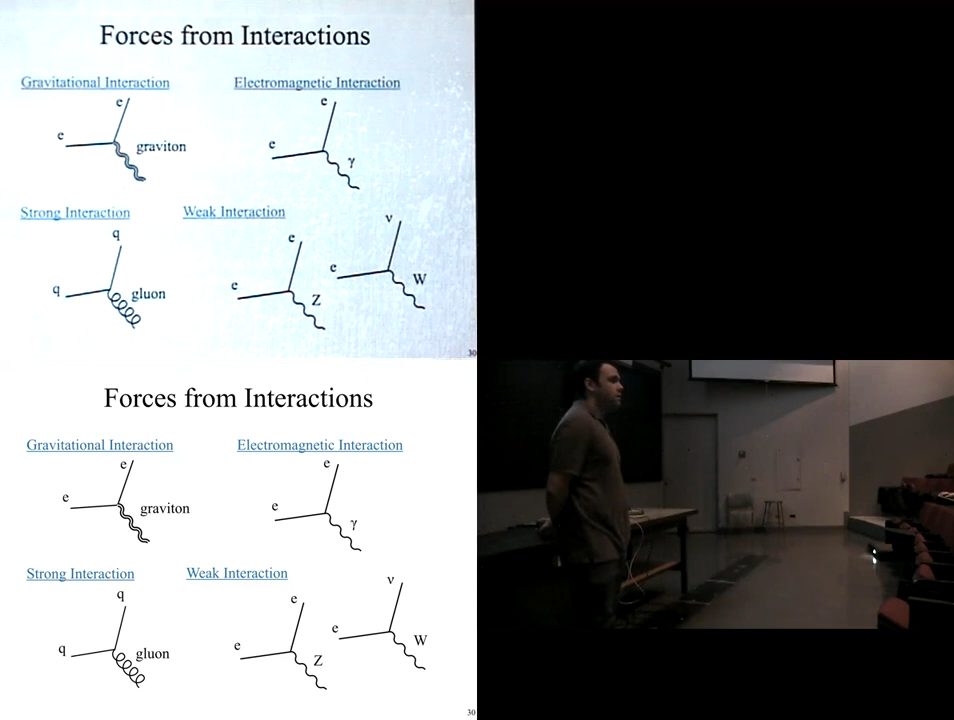 Forces from Interactions
Gravitational Interaction
Electromagnetic Interaction
e
e
e
graviton
e
γ
Strong Interaction
Weak Interaction
q
e
ν
q
gluon
e
Z
e
W
30
Forces from Interactions
Gravitational Interaction
Electromagnetic Interaction
e
e
e
graviton
e
γ
Strong Interaction
Weak Interaction
q
e
ν
q
gluon
e
Z
e
W
30